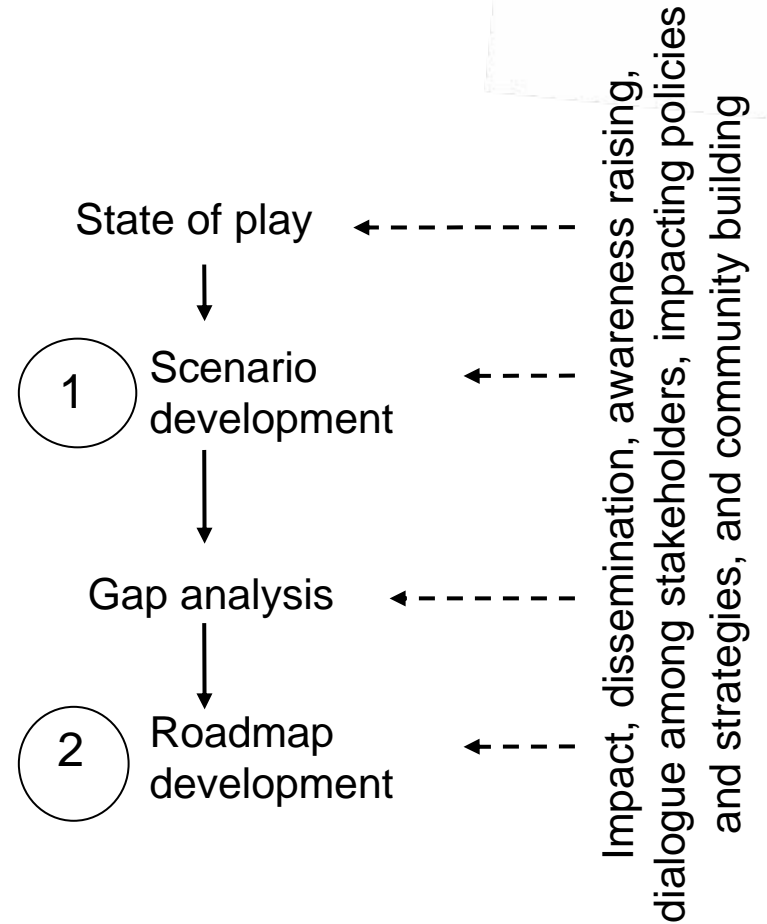 State of play
1
Scenario
development
Gap analysis
2
Roadmap
development
Impact, dissemination, awareness raising,
dialogue among stakeholders, impacting policies
and strategies, and community building